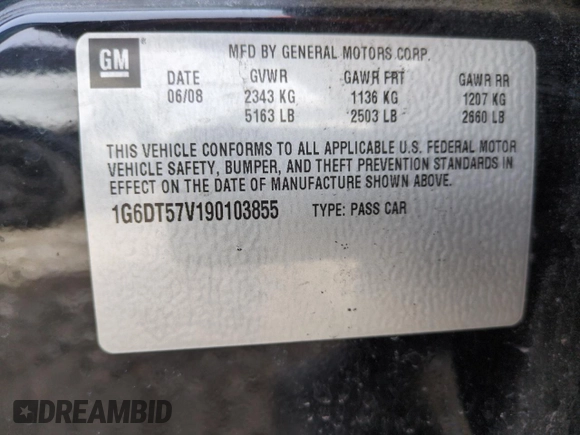 GM
MFD BY GENERAL MOTORS CORP.
DATE GVWR GAWR FRT GAWR RR
06/08 2343 KG 1136 KG 1207 KG
5163 LB 2503 LB 2660 LB
THIS VEHICLE CONFORMS TO ALL APPLICABLE U.S. FEDERAL MOTOR
VEHICLE SAFETY, BUMPER, AND THEFT PREVENTION STANDARDS IN
EFFECT ON THE DATE OF MANUFACTURE SHOWN ABOVE.
1G6DT57V190103855 TYPE: PASS CAR
DREAMBID